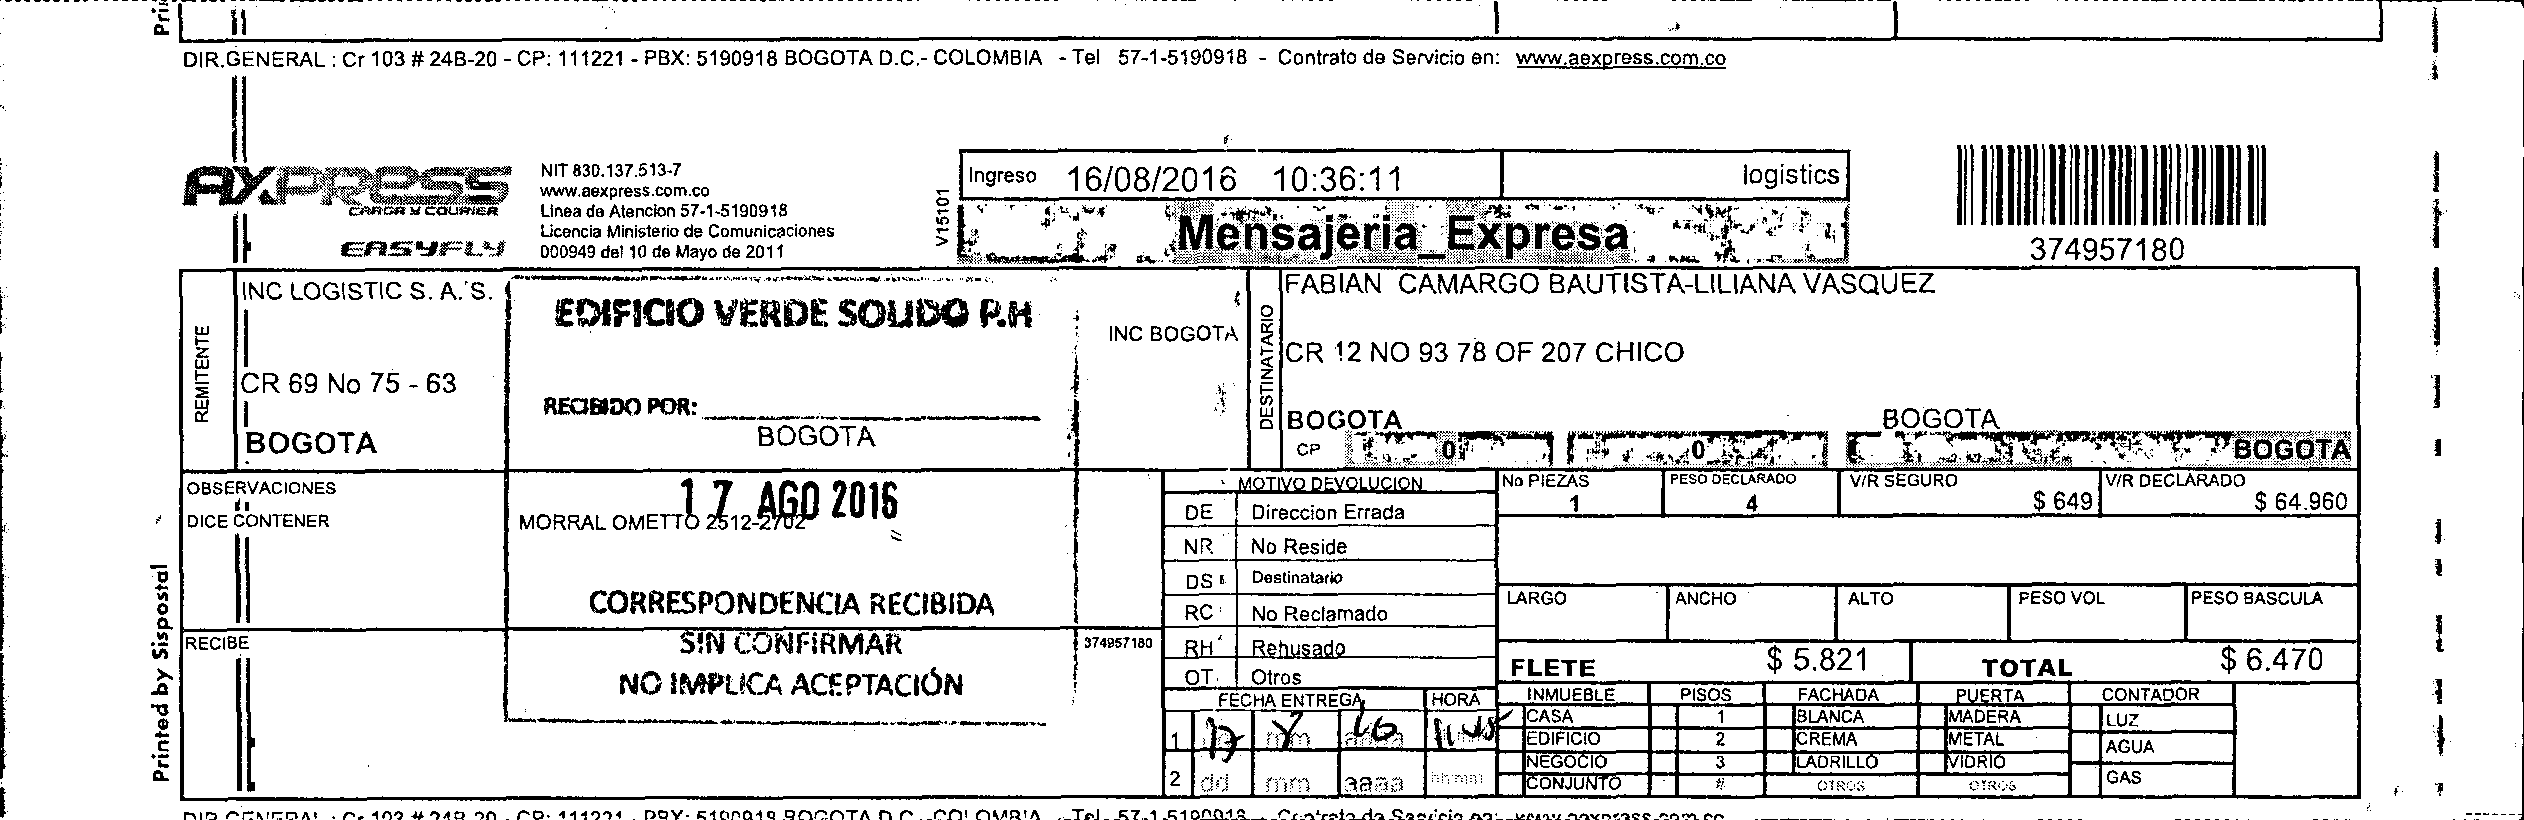 DIR.GENERAL : Cr 103 # 24B-20 - CP: 111221 - PBX: 5190918 BOGOTA D.C.- COLOMBIA - Tel 57-1-5190918 - Contrato de Servicio en: www.aexpress.com.co
AXPRESS
CARGA Y COURIER
EASYFLY
NIT 830.137.513-7
www.aexpress.com.co
Linea de Atencion 57-1-5190918
Licencia Ministerio de Comunicaciones
000949 del 10 de Mayo de 2011
V15101
Ingreso 16/08/2016 10:36:11 logistics
Mensajeria_Expresa
374957180
REMITENTE
INC LOGISTIC S. A. S.
CR 69 No 75 - 63
BOGOTA
EDIFICIO VERDE SOLIDO P.H
RECIBIDO POR:
BOGOTA
INC BOGOTA
DESTINATARIO
FABIAN CAMARGO BAUTISTA-LILIANA VASQUEZ
CR 12 NO 93 78 OF 207 CHICO
BOGOTA BOGOTA
CP 0 0 BOGOTA
OBSERVACIONES
DICE CONTENER
17 AGO 2016
MORRAL OMETTO 2512-2702
CORRESPONDENCIA RECIBIDA
SIN CONFIRMAR
NO IMPLICA ACEPTACIÓN
RECIBE
374957180
MOTIVO DEVOLUCION
DE Direccion Errada
NR No Reside
DS Destinatario
RC No Reclamado
RH Rehusado
OT Otros
FECHA ENTREGA HORA
1 17 mm 16
2 dd mm aaaa hh:mm
No PIEZAS PESO DECLARADO V/R SEGURO V/R DECLARADO
1 4 $ 649 $ 64.960
LARGO ANCHO ALTO PESO VOL PESO BASCULA
FLETE $ 5.821 TOTAL $ 6.470
INMUEBLE PISOS FACHADA PUERTA CONTADOR
CASA 1 BLANCA MADERA LUZ
EDIFICIO 2 CREMA METAL AGUA
NEGOCIO 3 LADRILLO VIDRIO
CONJUNTO # OTROS OTROS GAS
Printed by Sispostal
DIR.GENERAL : Cr 103 # 24B-20 - CP: 111221 - PBX: 5190918 BOGOTA D.C.- COLOMBIA - Tel 57-1-5190918 - Contrato de Servicio en: www.aexpress.com.co